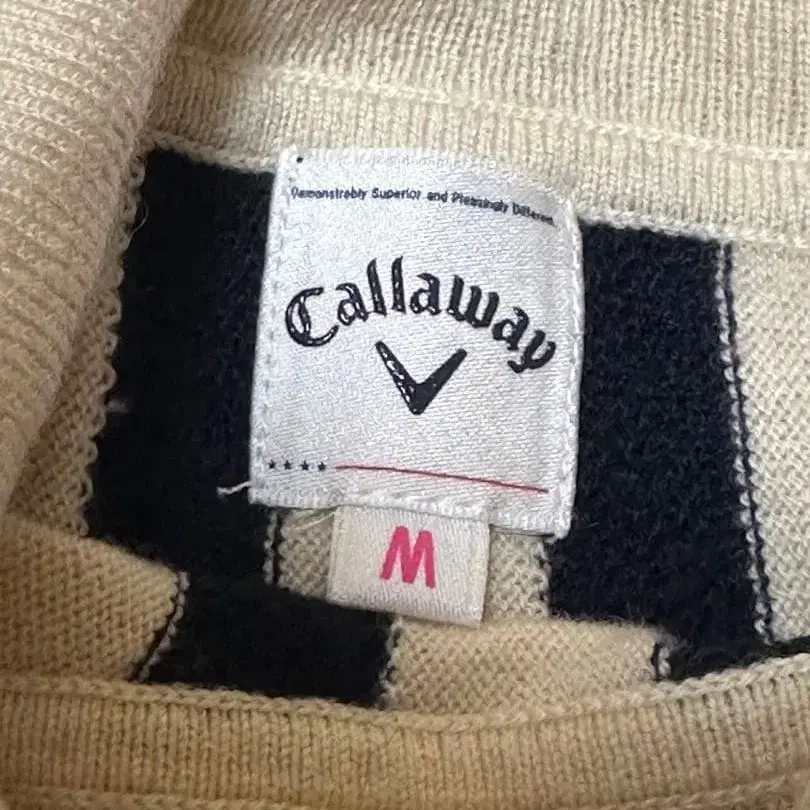 Demonstrably Superior and Pleasingly Different
Callaway
M